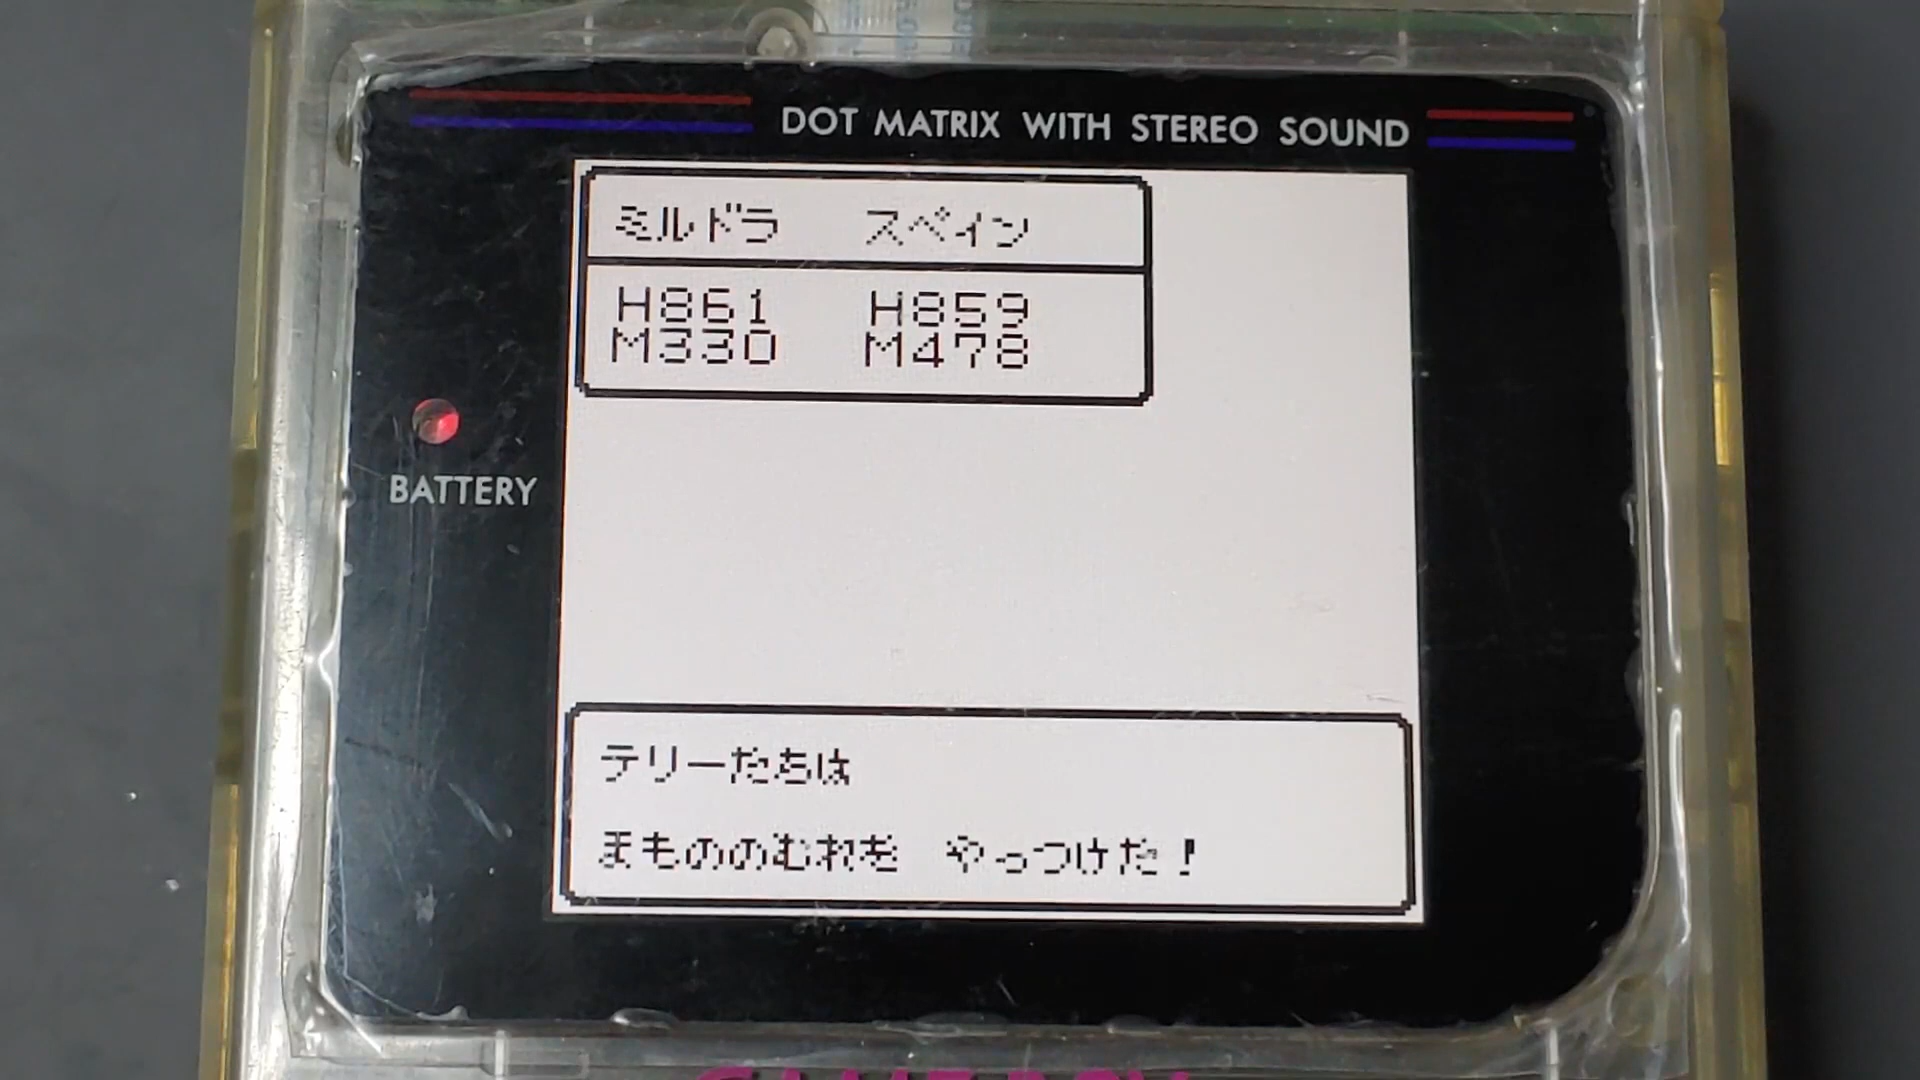 DOT MATRIX WITH STEREO SOUND
ミルドラ　スペイン
H861 H859
M330 M478
BATTERY
テリーたちは
まもののむれを　やっつけた！